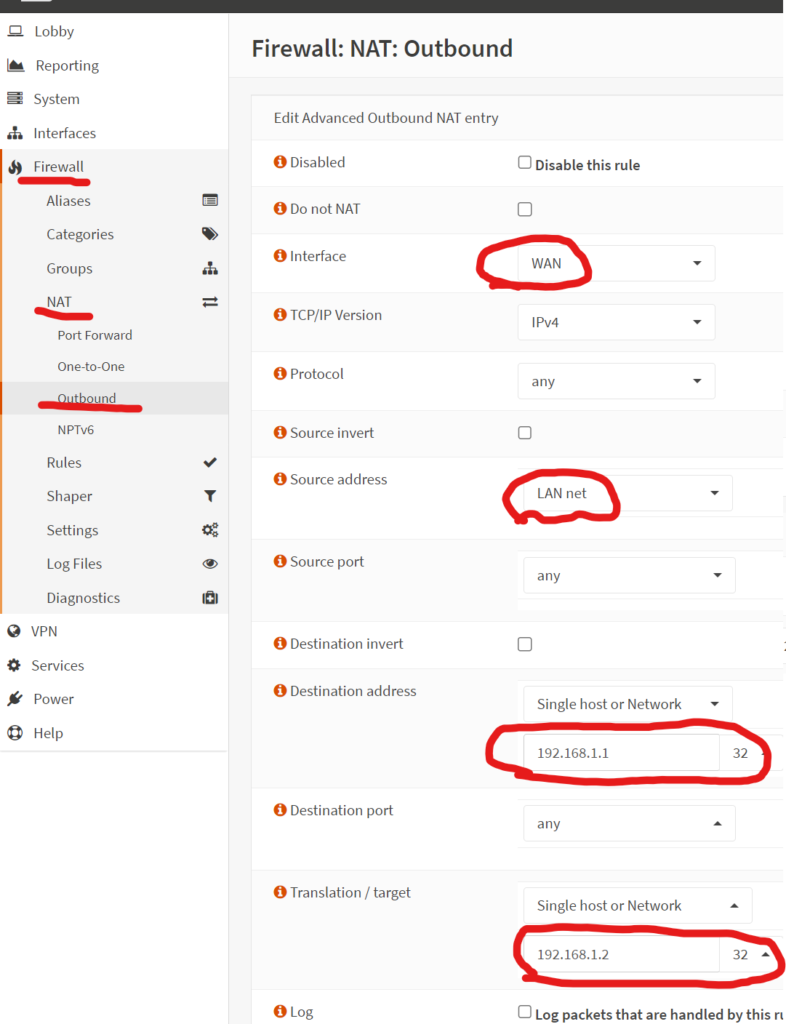 Lobby
Reporting
System
Interfaces
Firewall
Aliases
Categories
Groups
NAT
Port Forward
One-to-One
Outbound
NPTv6
Rules
Shaper
Settings
Log Files
Diagnostics
VPN
Services
Power
Help
Firewall: NAT: Outbound
Edit Advanced Outbound NAT entry
Disabled Disable this rule
Do not NAT
Interface WAN
TCP/IP Version IPv4
Protocol any
Source invert
Source address LAN net
Source port any
Destination invert
Destination address Single host or Network
192.168.1.1 32
Destination port any
Translation / target Single host or Network
192.168.1.2 32
Log Log packets that are handled by this ru